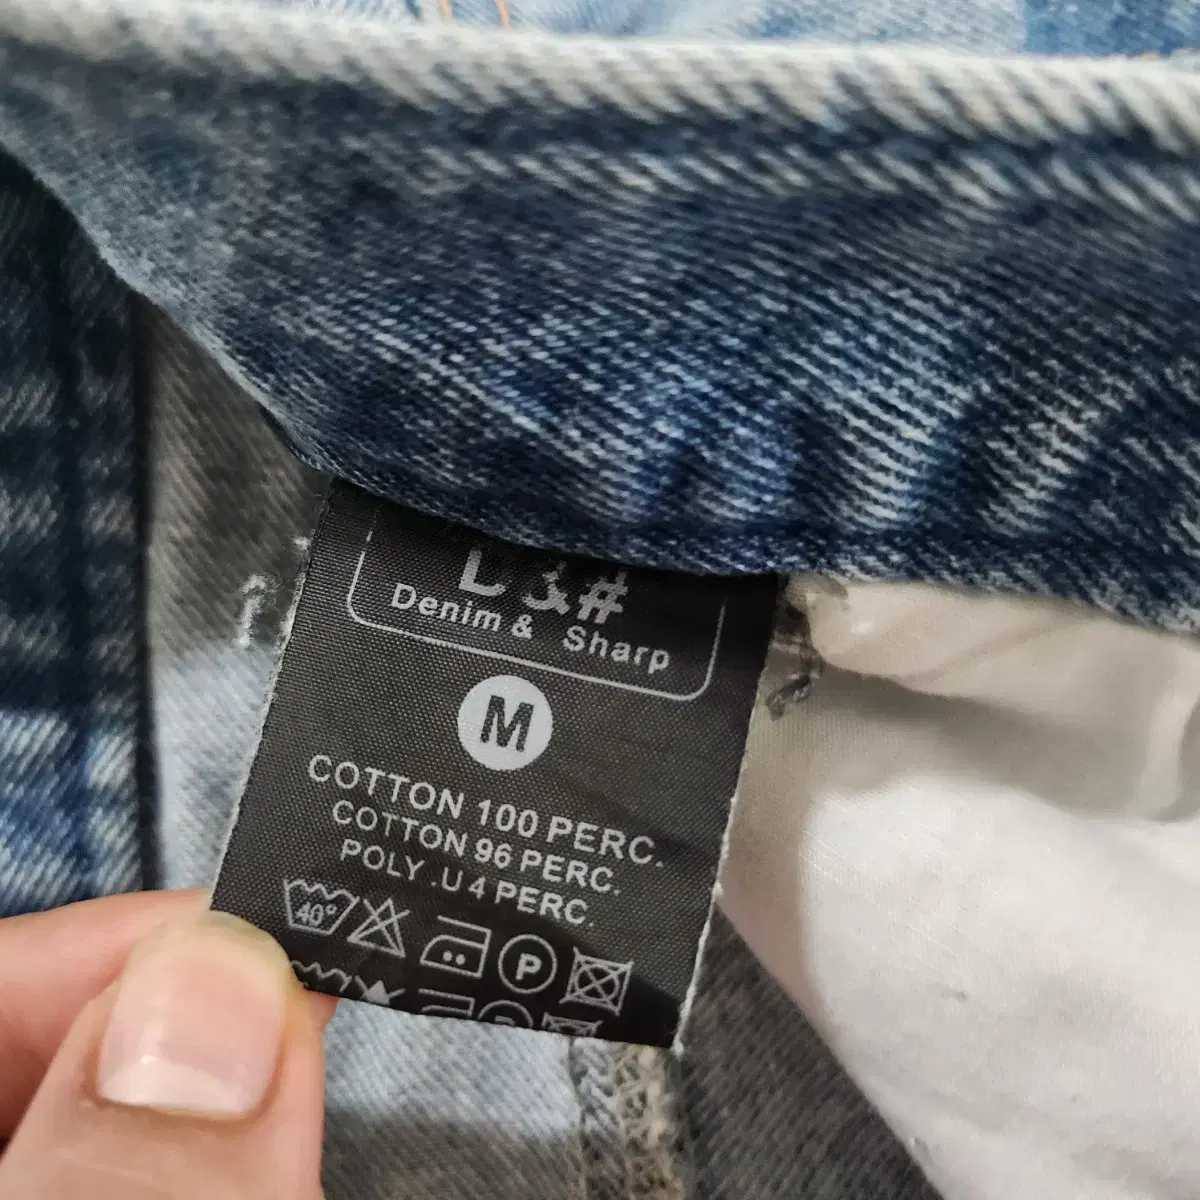 D&#
Denim & Sharp
M
COTTON 100 PERC.
COTTON 96 PERC.
POLY .U 4 PERC.
40°
P